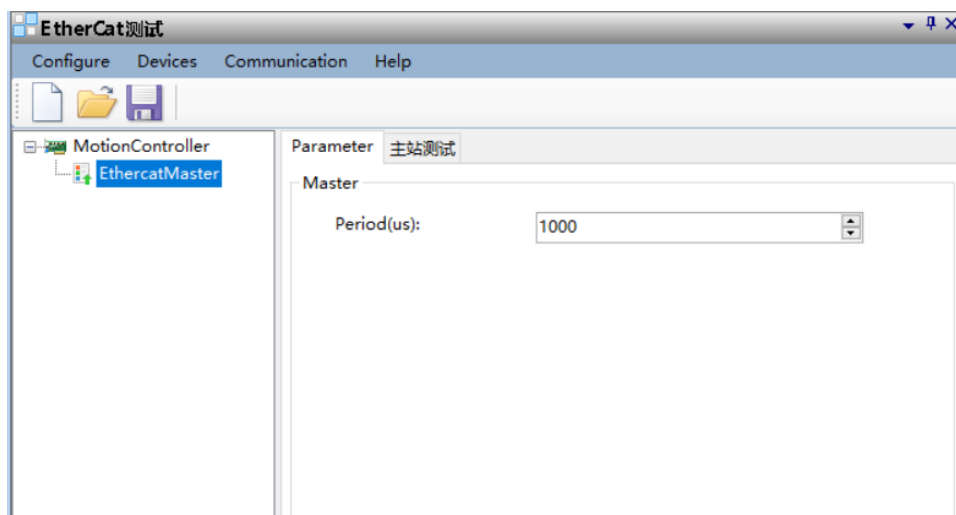 EtherCat测试
Configure Devices Communication Help
MotionController
EthercatMaster
Parameter 主站测试
Master
Period(us): 1000